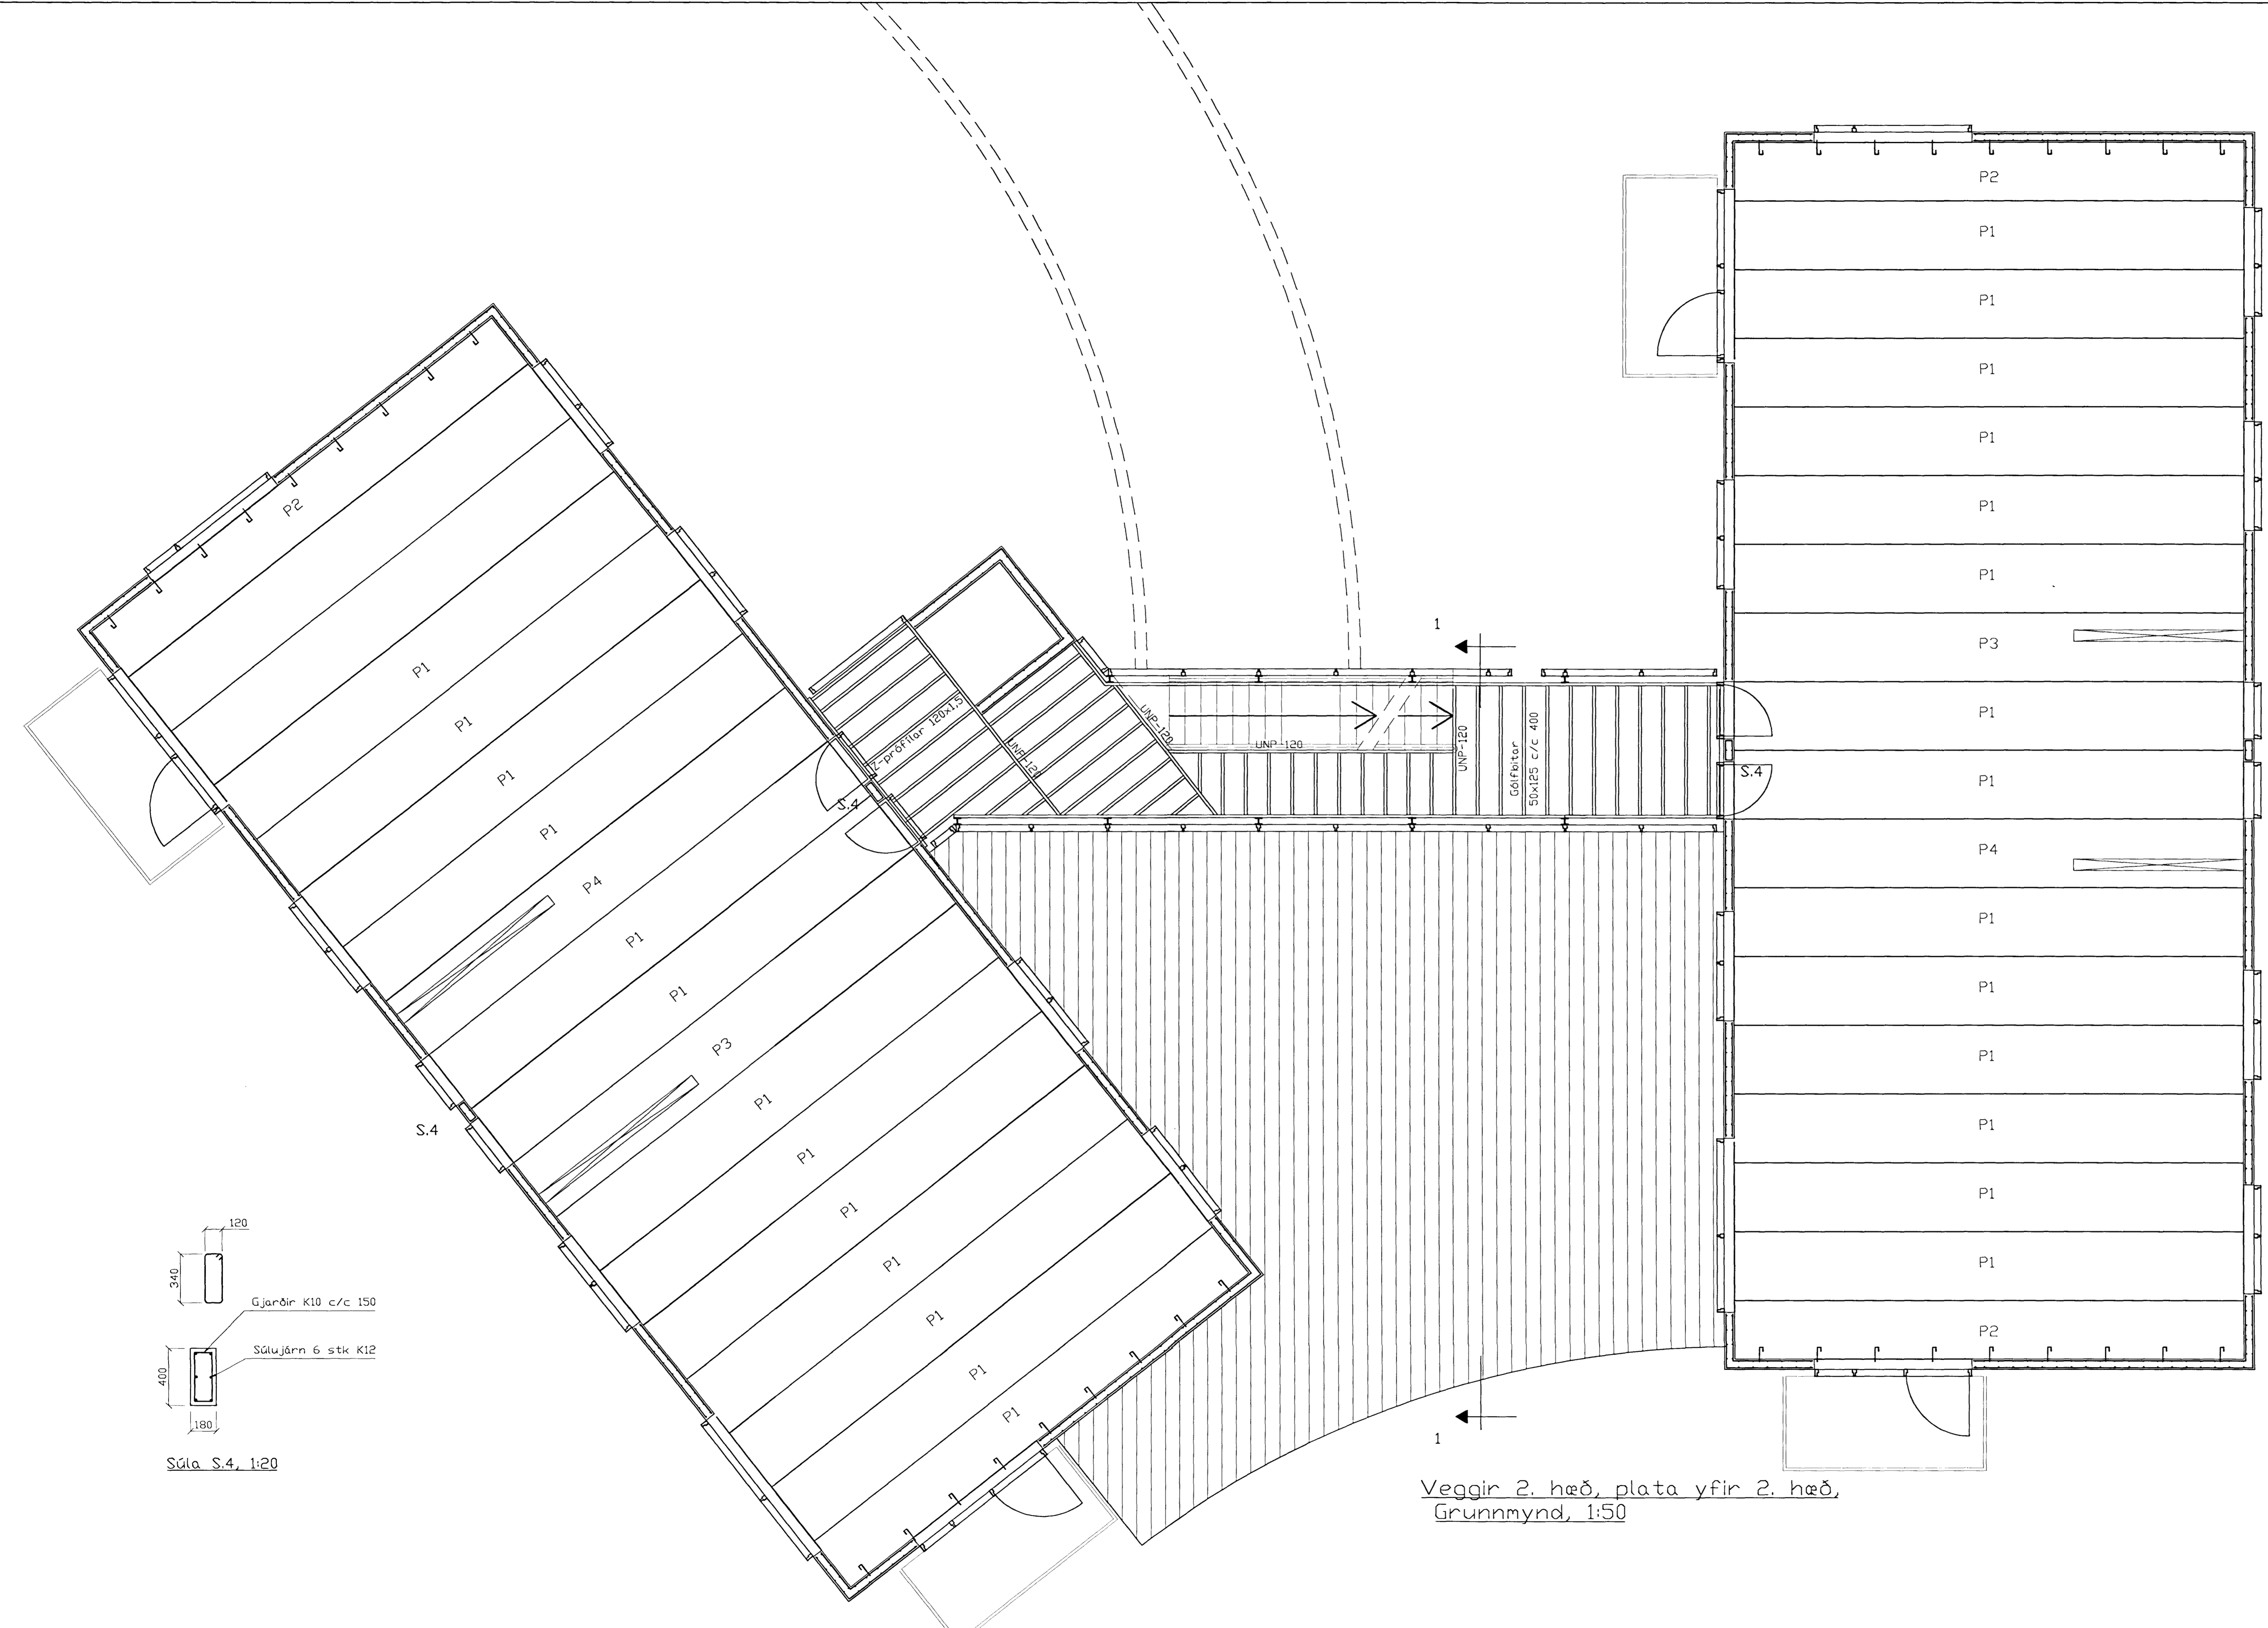 P2
P1
P1
P1
P1
P1
P1
P3
P1
P1
P4
P1
P1
P1
P1
P1
P1
P2
S.4
P2
P1
P1
P1
P1
P4
P1
P1
P3
P1
P1
P1
P1
P1
P1
P1
S.4
S.4
Z-prófílar 120x1,5
UNP-120
UNP-120
UNP-120
UNP-120
Gólfbitar
50x125 c/c 400
1
1
120
340
Gjarðir K10 c/c 150
Súlujárn 6 stk K12
400
180
Súla S.4, 1:20
Veggir 2. hæð, plata yfir 2. hæð,
Grunnmynd, 1:50